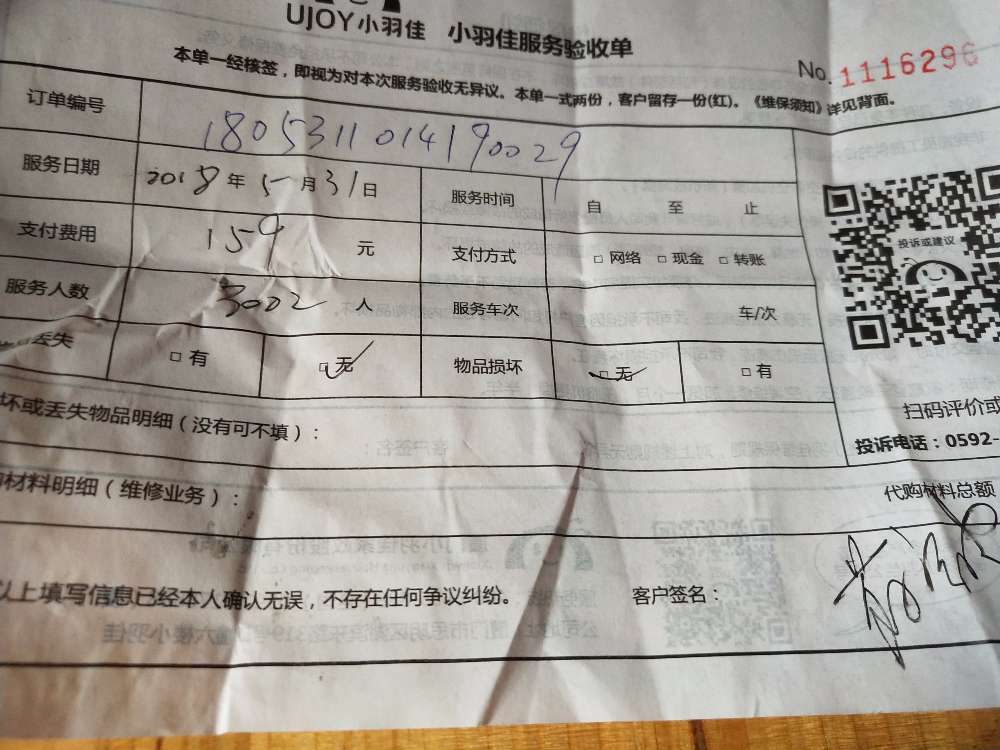 UJOY小羽佳 小羽佳服务验收单
No. 1116296
本单一经核签，即视为对本次服务验收无异议。本单一式两份，客户留存一份(红)。《维保须知》详见背面。
订单编号 180531101419 0029
服务日期 2018年5月31日 服务时间 自 至 止
支付费用 159 元 支付方式 □网络 □现金 □转账
服务人数 3002 人 服务车次 车/次
丢失 □有 □无 物品损坏 □无 □有
投诉或建议
坏或丢失物品明细（没有可不填）：
扫码评价或
投诉电话：0592-
材料明细（维修业务）：
代购材料总额
以上填写信息已经本人确认无误，不存在任何争议纠纷。 客户签名：